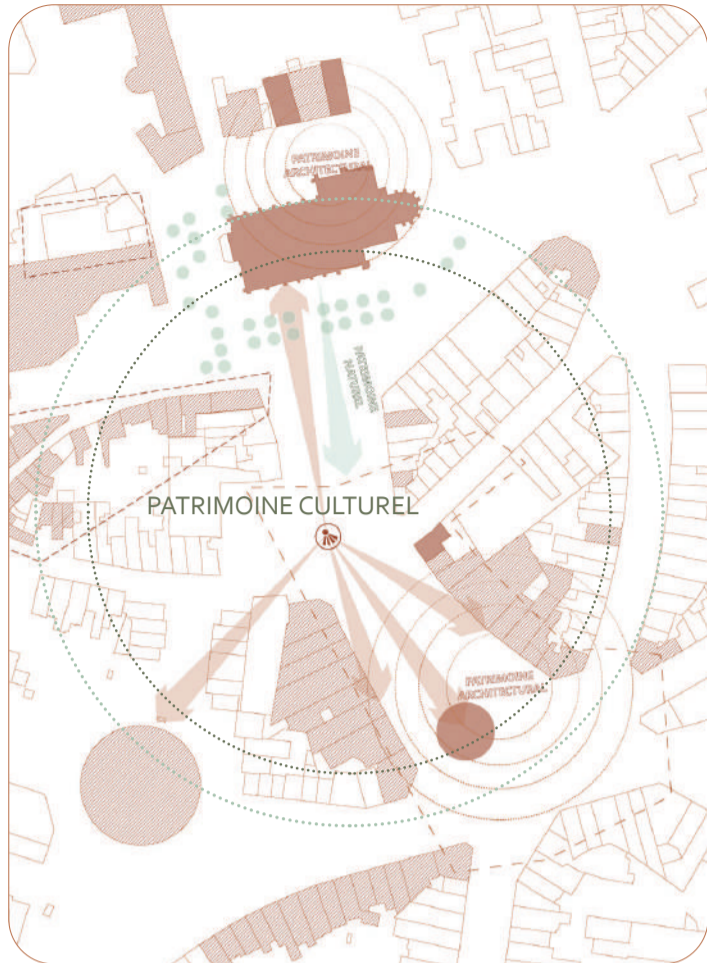 PATRIMOINE
ARCHITECTURAL
PATRIMOINE
NATUREL
PATRIMOINE CULTUREL
PATRIMOINE
ARCHITECTURAL